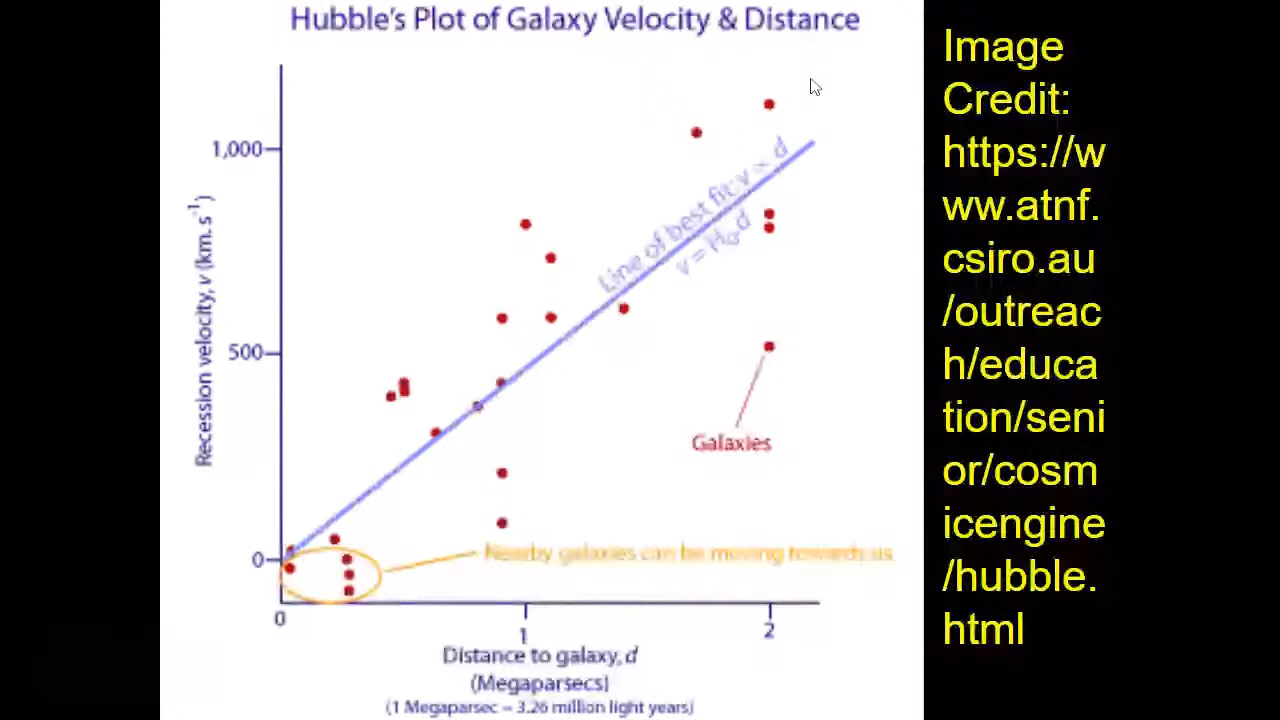 Hubble's Plot of Galaxy Velocity & Distance
1,000
500
0
Recession velocity, v (km. s⁻¹)
Line of best fit: v ∝ d
v = H₀d
Galaxies
Nearby galaxies can be moving towards us
0
1
2
Distance to galaxy, d
(Megaparsecs)
(1 Megaparsec ~ 3.26 million light years)
Image
Credit:
https://w
ww.atnf.
csiro.au
/outreac
h/educa
tion/seni
or/cosm
icengine
/hubble.
html